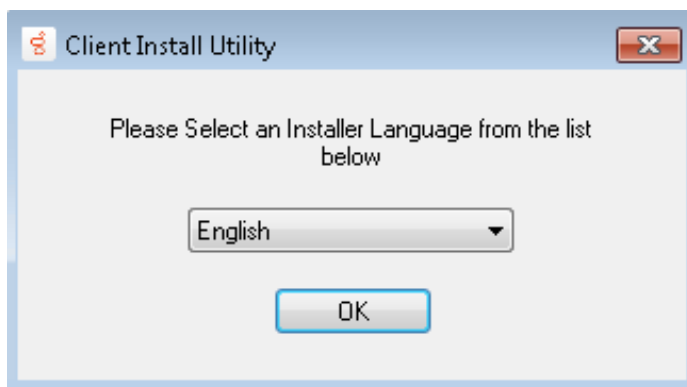 Client Install Utility
Please Select an Installer Language from the list
below
English
OK